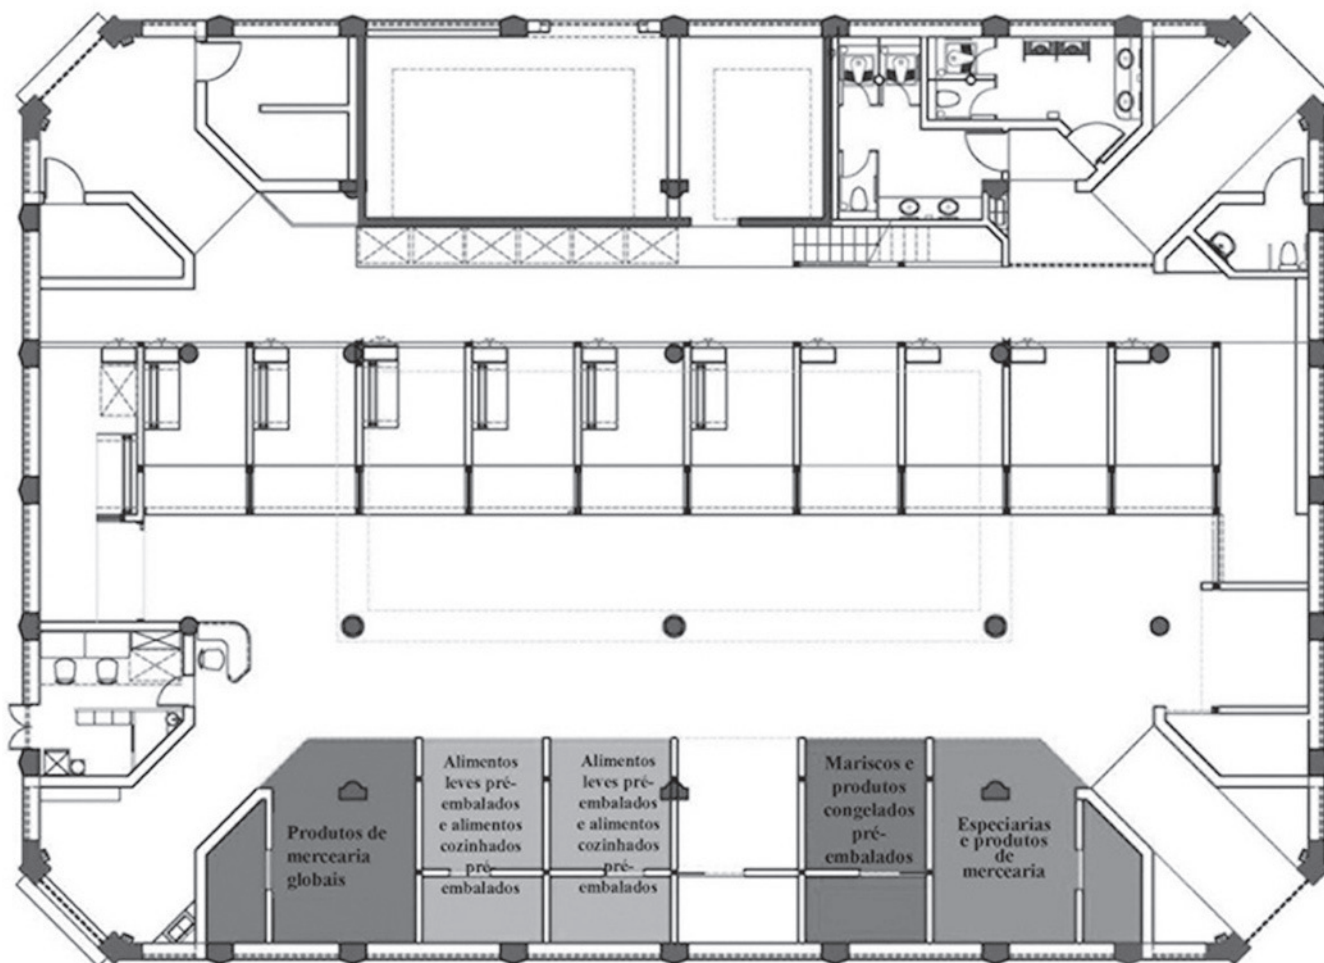 Produtos de
mercearia
globais
Alimentos
leves pré-
embalados
e alimentos
cozinhados
pré-
embalados
Alimentos
leves pré-
embalados
e alimentos
cozinhados
pré-
embalados
Mariscos e
produtos
congelados
pré-
embalados
Especiarias
e produtos
de
mercearia